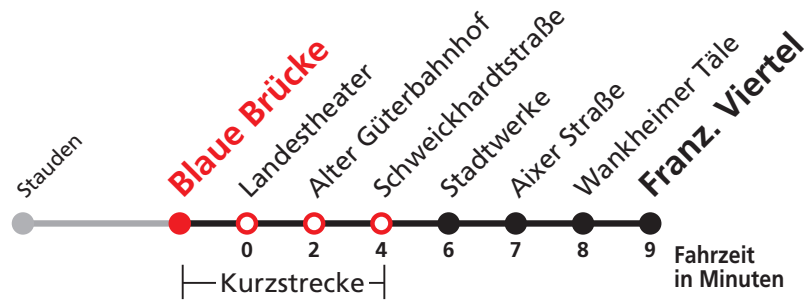 Stauden
Blaue Brücke
Landestheater
Alter Güterbahnhof
Schweickhardtstraße
Stadtwerke
Aixer Straße
Wankheimer Täle
Franz. Viertel
0 2 4 6 7 8 9
Fahrzeit
in Minuten
Kurzstrecke